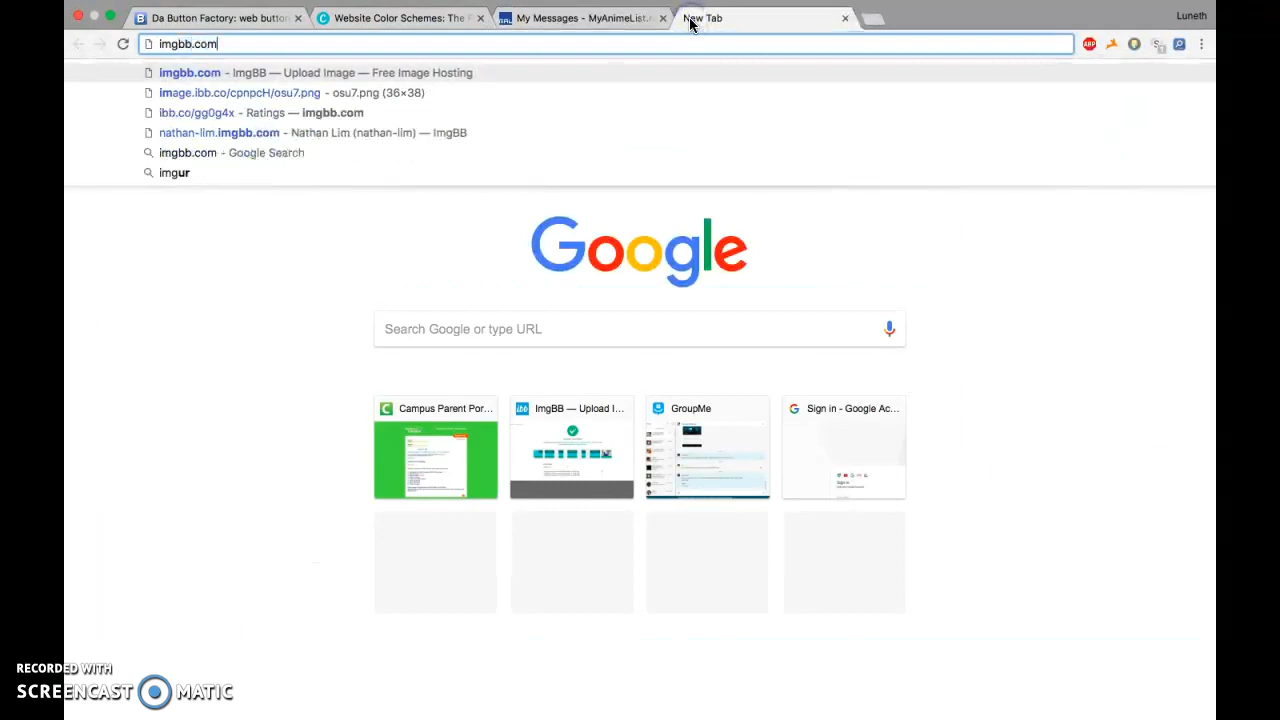 Da Button Factory: web button
Website Color Schemes: The P
My Messages - MyAnimeList.
New Tab
Luneth
imgbb.com
imgbb.com - ImgBB — Upload Image — Free Image Hosting
image.ibb.co/cpnpcH/osu7.png - osu7.png (36×38)
ibb.co/gg0g4x - Ratings — imgbb.com
nathan-lim.imgbb.com - Nathan Lim (nathan-lim) — ImgBB
imgbb.com - Google Search
imgur
Google
Search Google or type URL
Campus Parent Por...
ImgBB — Upload I...
GroupMe
Sign in - Google Ac...
RECORDED WITH
SCREENCAST MATIC